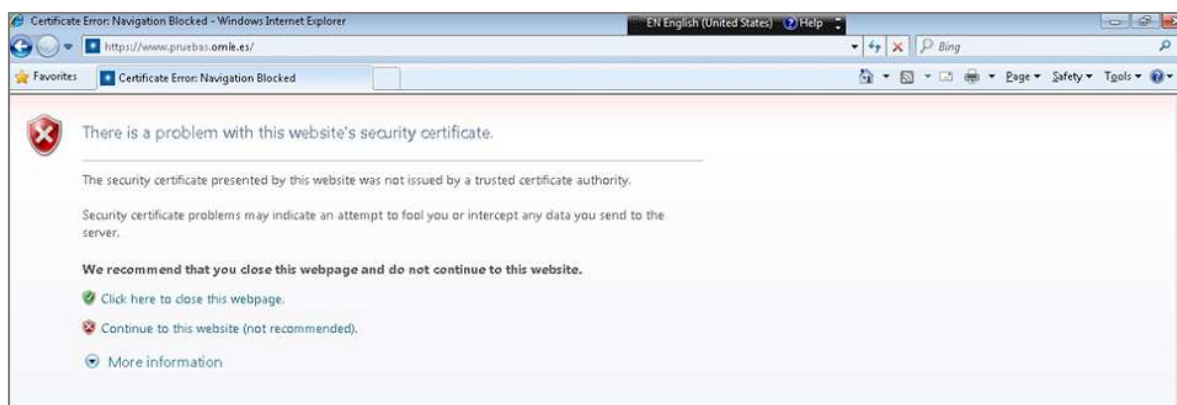 Certificate Error: Navigation Blocked - Windows Internet Explorer
EN English (United States) Help
https://www.pruebas.omie.es/
Bing
Favorites Certificate Error: Navigation Blocked Page Safety Tools
There is a problem with this website's security certificate.
The security certificate presented by this website was not issued by a trusted certificate authority.
Security certificate problems may indicate an attempt to fool you or intercept any data you send to the
server.
We recommend that you close this webpage and do not continue to this website.
Click here to close this webpage.
Continue to this website (not recommended).
More information